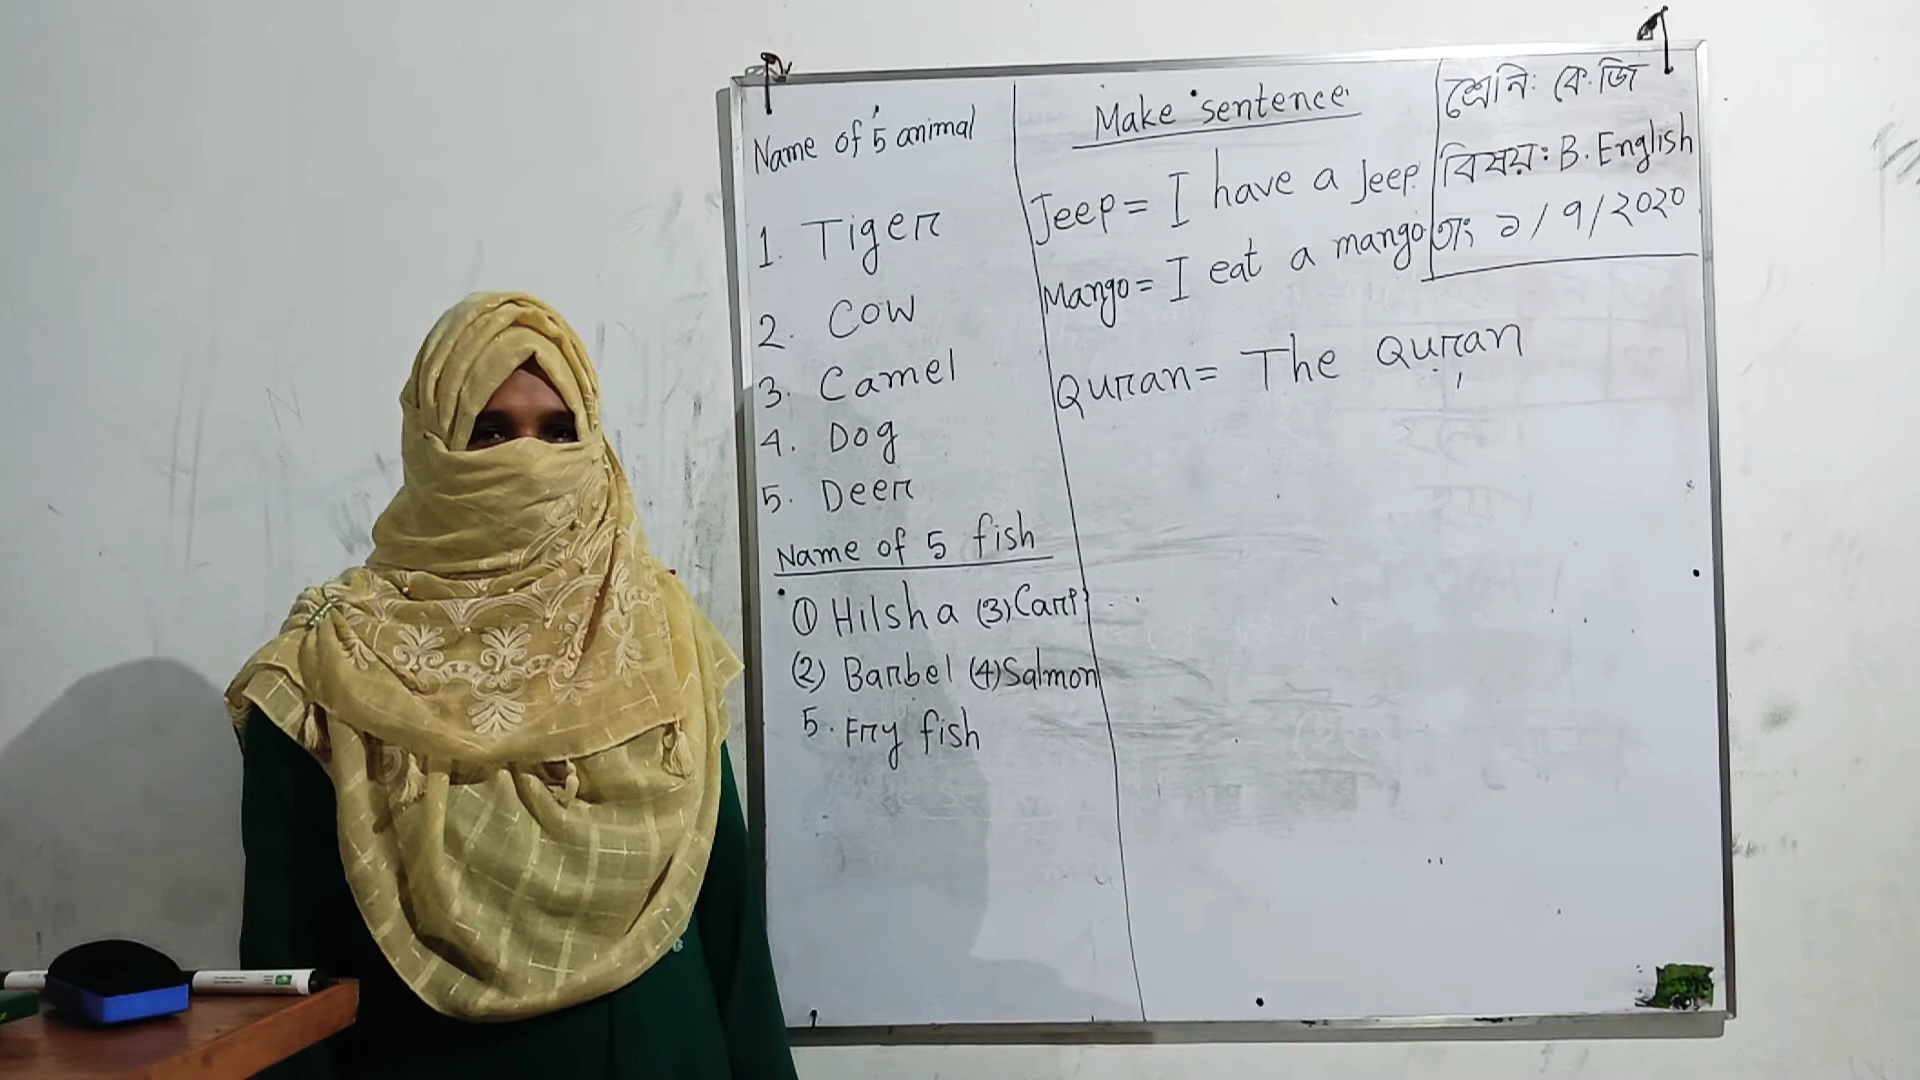 Name of 5 animal
1. Tiger
2. Cow
3. Camel
4. Dog
5. Deer
Name of 5 fish
① Hilsha (3) Carp
(2) Barbel (4) Salmon
5. Fry fish
Make sentence
Jeep = I have a Jeep
Mango = I eat a mango
Quran = The Quran
শ্রেনি: কে.জি
বিষয়: B. English
তাং ১/৭/২০২০